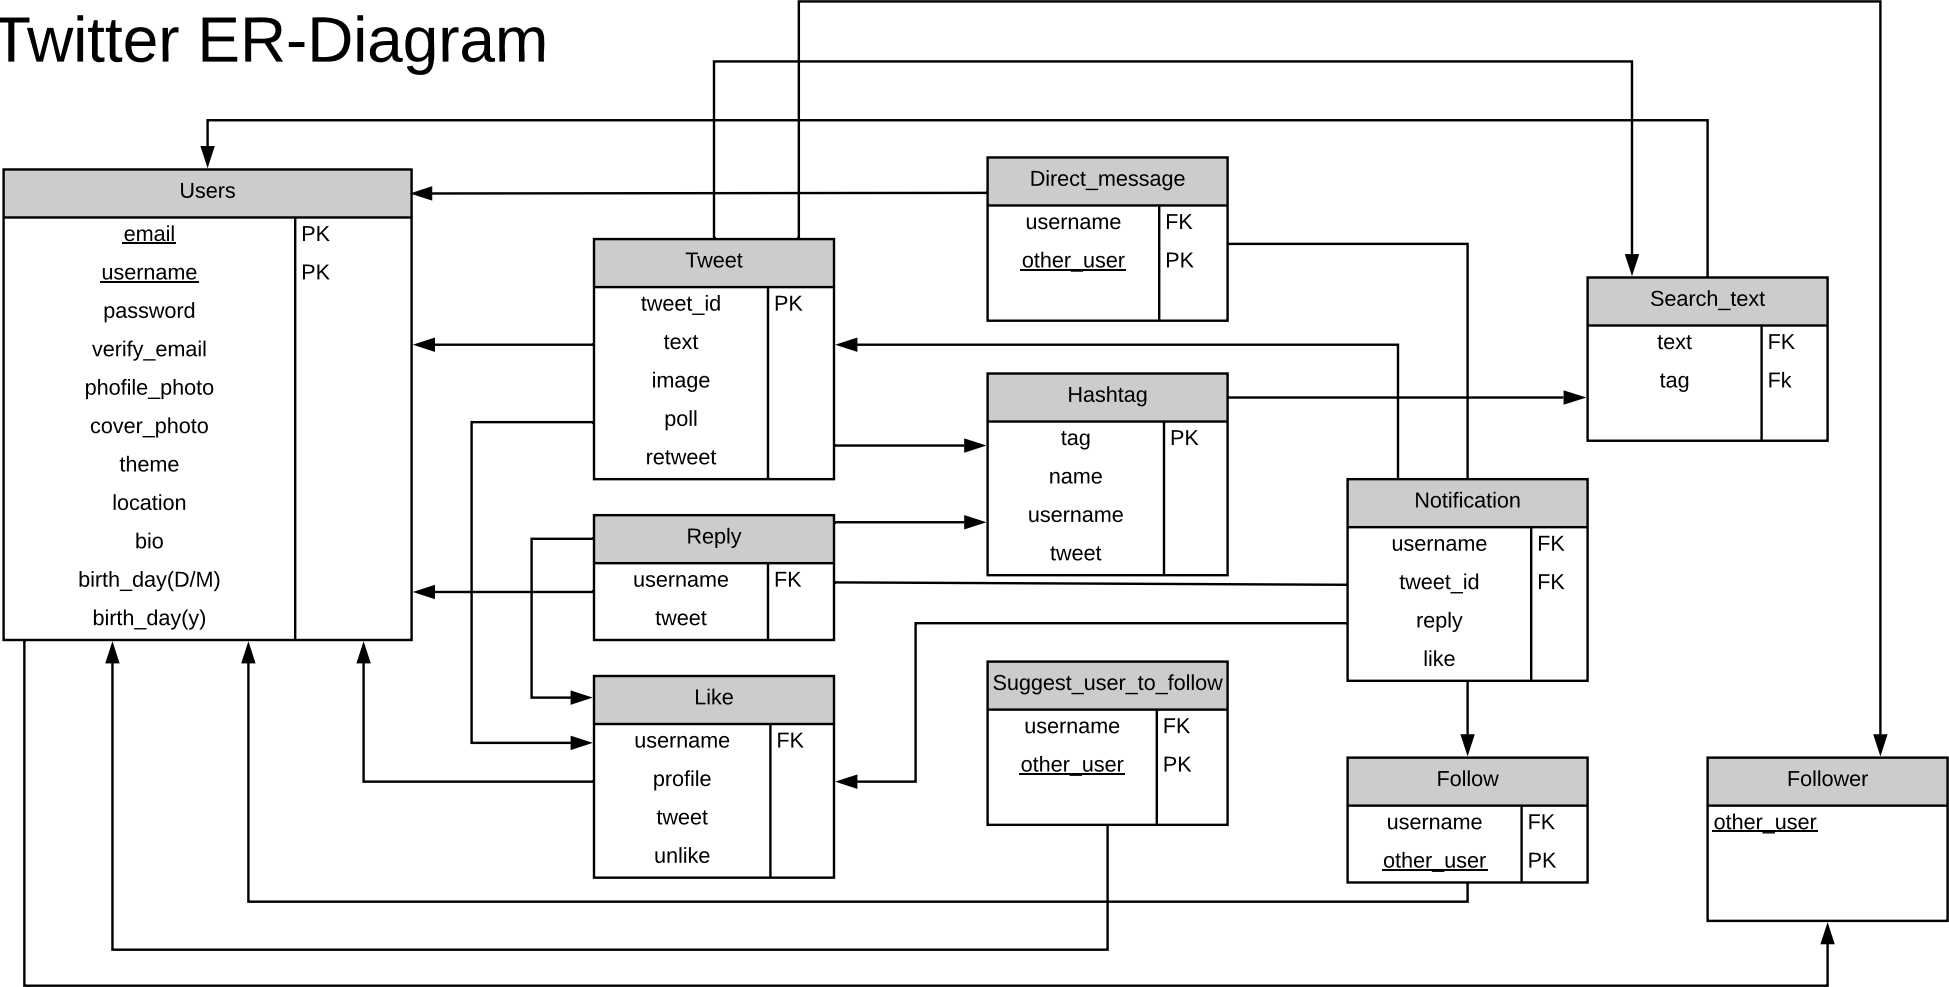 Twitter ER-Diagram
Users
email PK
username PK
password
verify_email
phofile_photo
cover_photo
theme
location
bio
birth_day(D/M)
birth_day(y)
Tweet
tweet_id PK
text
image
poll
retweet
Reply
username FK
tweet
Like
username FK
profile
tweet
unlike
Direct_message
username FK
other_user PK
Hashtag
tag PK
name
username
tweet
Suggest_user_to_follow
username FK
other_user PK
Notification
username FK
tweet_id FK
reply
like
Follow
username FK
other_user PK
Search_text
text FK
tag Fk
Follower
other_user